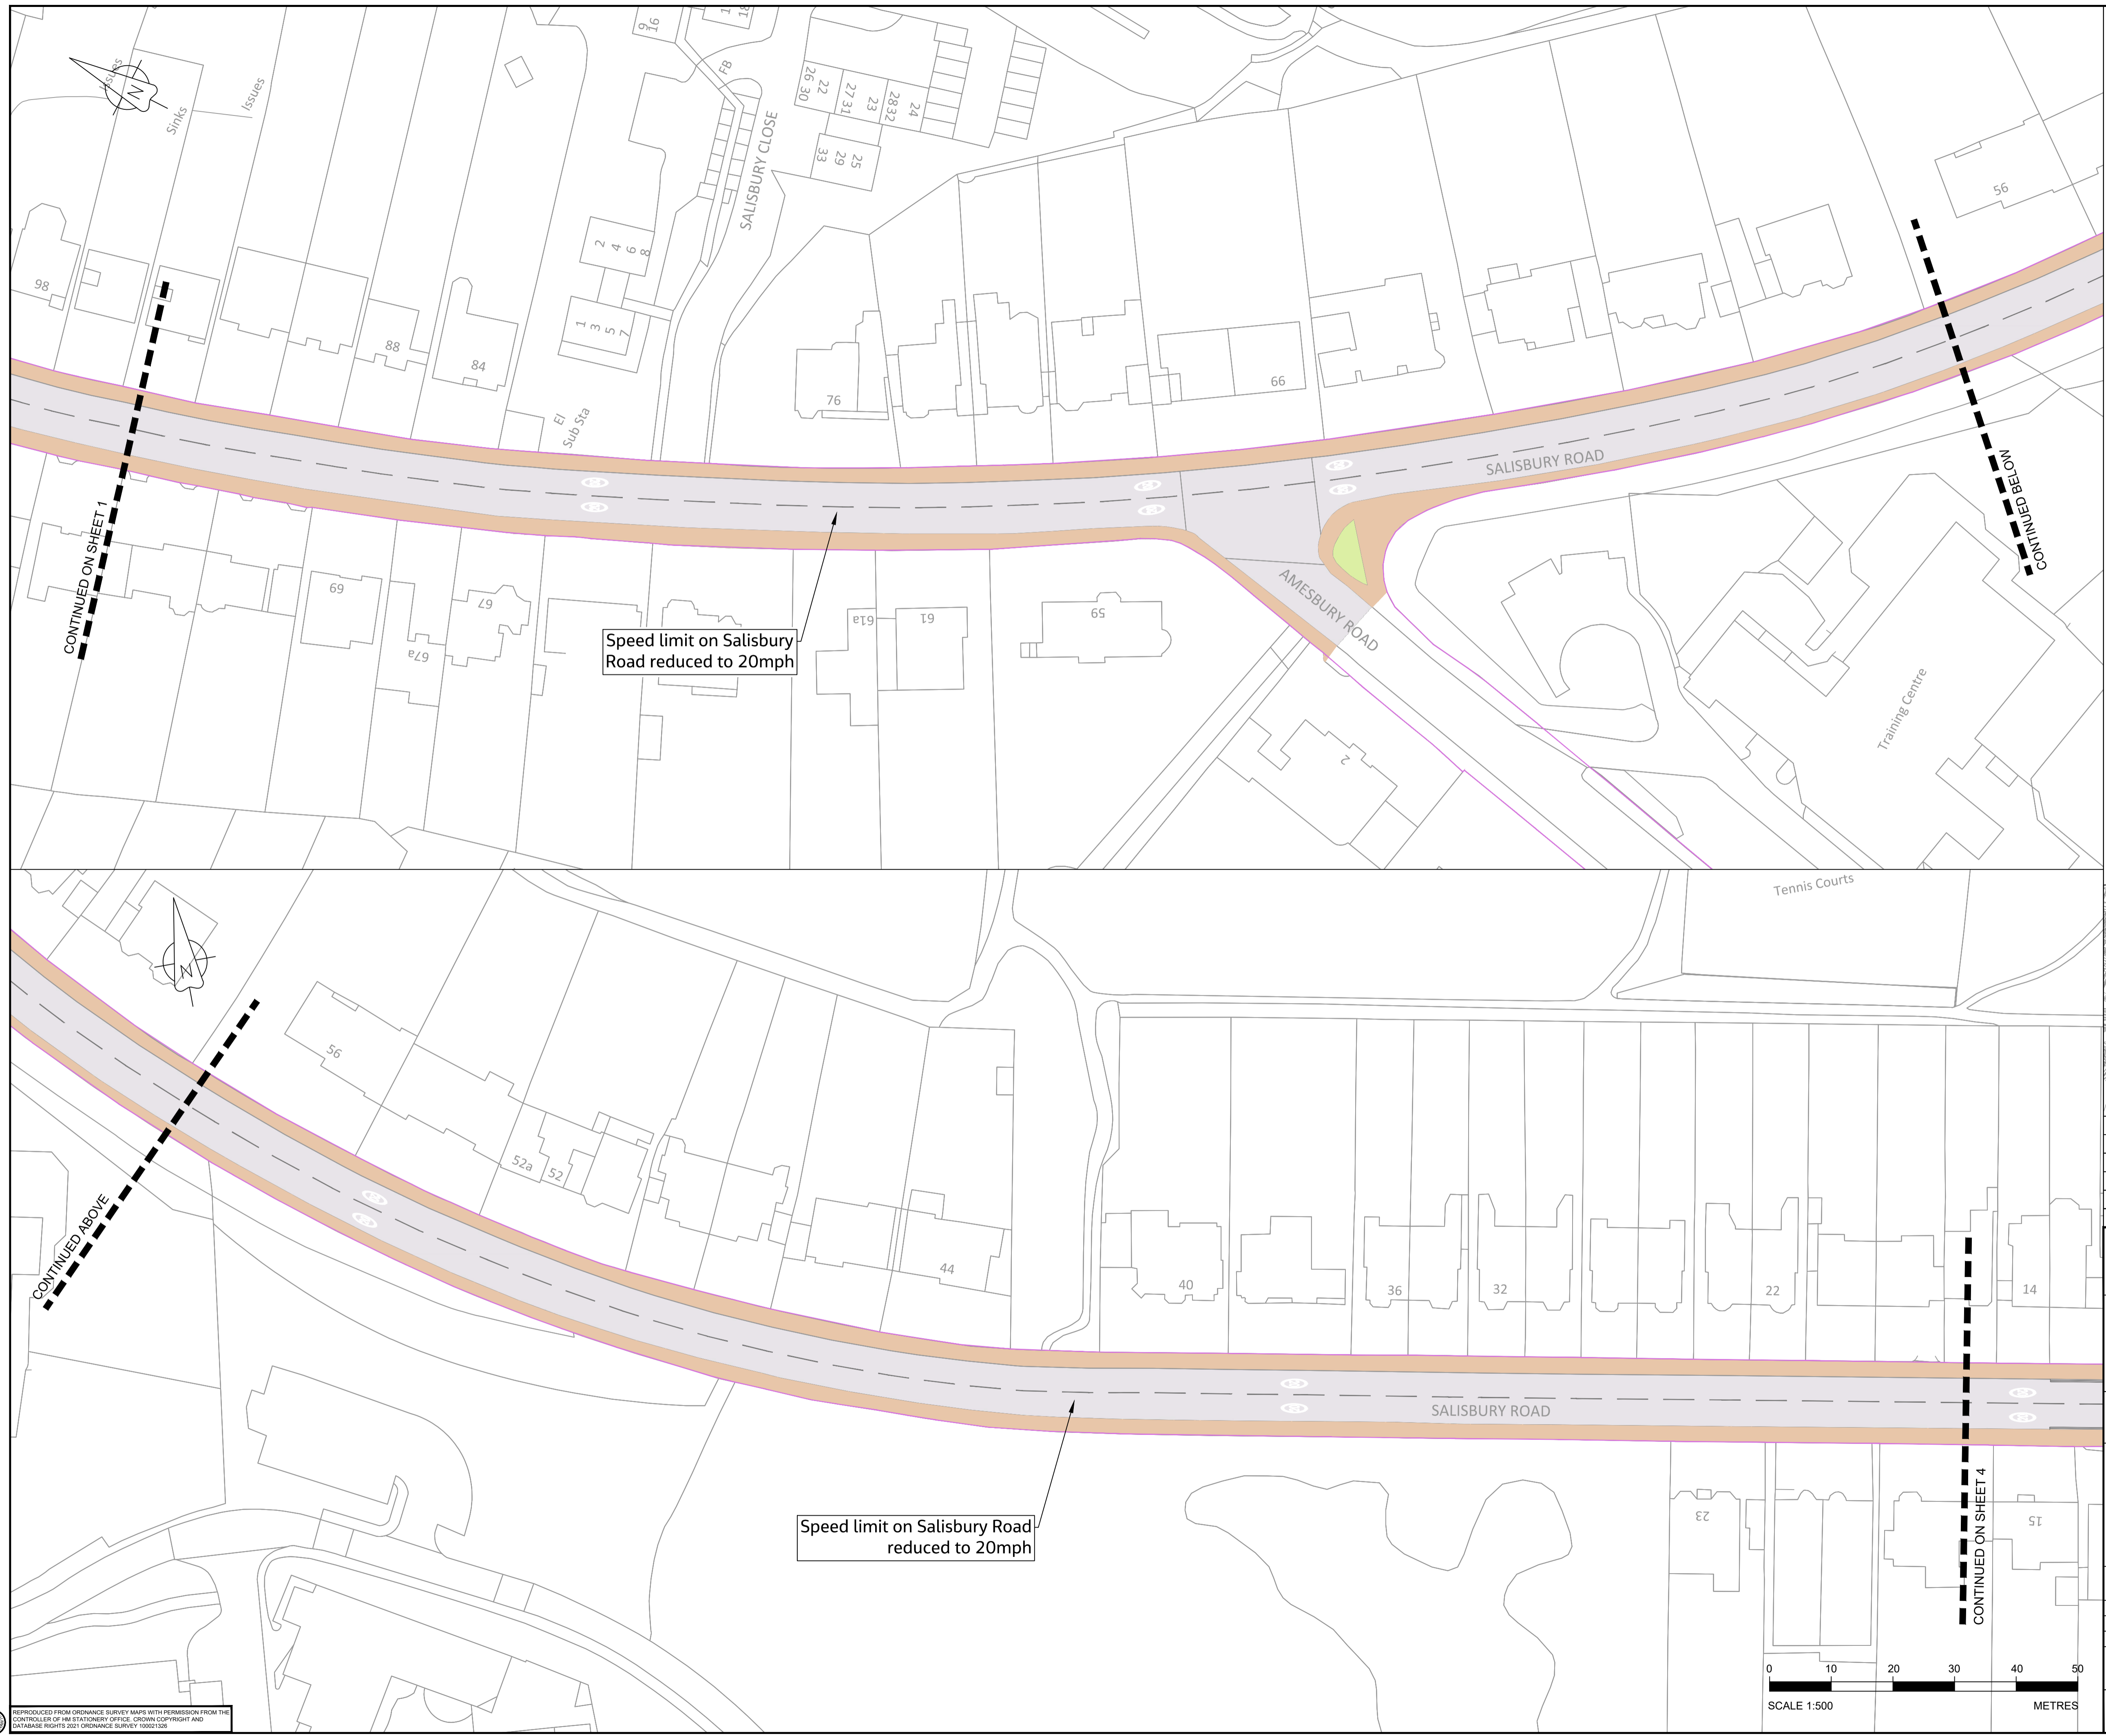 Issues
N
Sinks
Issues
9
16
FB
SALISBURY CLOSE
26 30
22
27 31
23
28 32
24
33
29
25
2
4
6
8
1
3
5
7
98
88
84
El
Sub Sta
76
66
56
SALISBURY ROAD
AMESBURY ROAD
CONTINUED ON SHEET 1
CONTINUED BELOW
69
67a
67
61a
61
59
2
Training Centre
Speed limit on Salisbury
Road reduced to 20mph
Tennis Courts
N
56
52a
52
44
40
36
32
22
14
CONTINUED ABOVE
SALISBURY ROAD
Speed limit on Salisbury Road
reduced to 20mph
23
15
CONTINUED ON SHEET 4
0 10 20 30 40 50
SCALE 1:500 METRES
REPRODUCED FROM ORDNANCE SURVEY MAPS WITH PERMISSION FROM THE
CONTROLLER OF HM STATIONERY OFFICE. CROWN COPYRIGHT AND
DATABASE RIGHTS 2021 ORDNANCE SURVEY 100021326